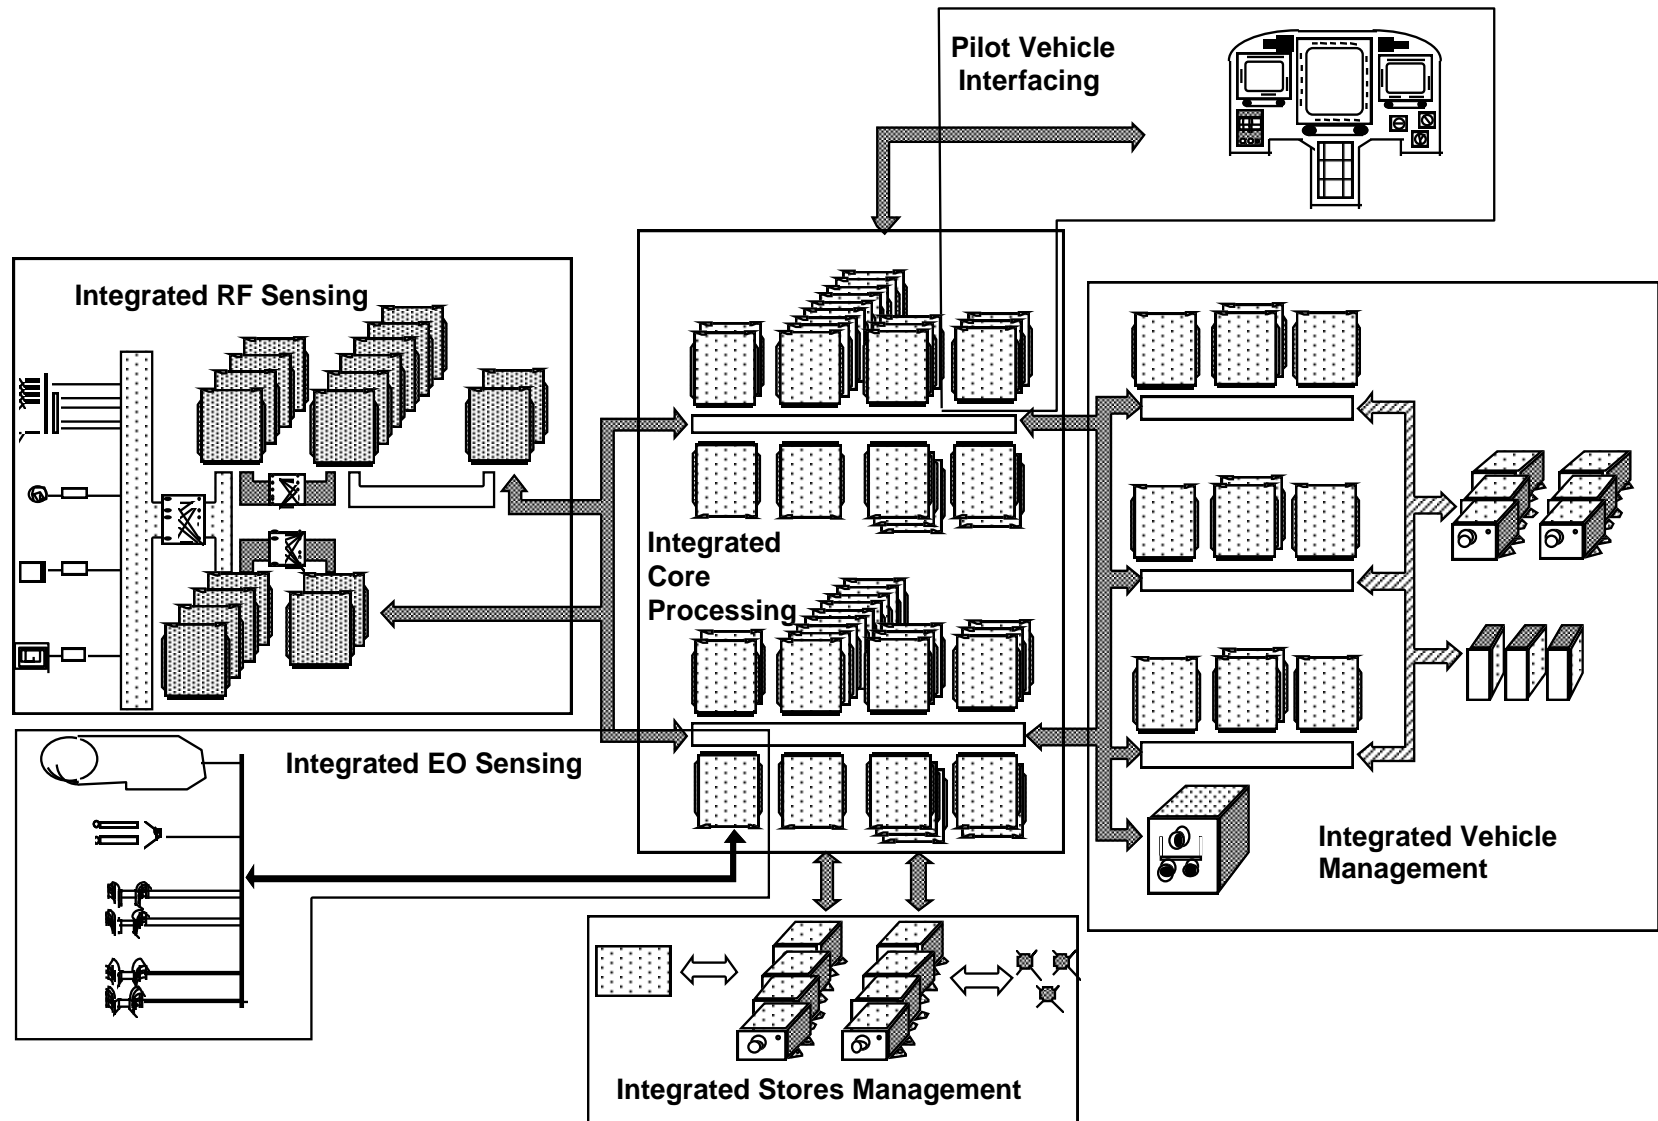 Pilot Vehicle
Interfacing
Integrated RF Sensing
Integrated
Core
Processing
Integrated EO Sensing
Integrated Vehicle
Management
Integrated Stores Management